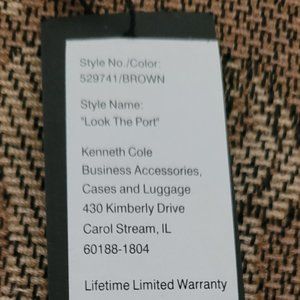 Style No./Color:
529741/BROWN
Style Name:
"Look The Port"
Kenneth Cole
Business Accessories,
Cases and Luggage
430 Kimberly Drive
Carol Stream, IL
60188-1804
Lifetime Limited Warranty